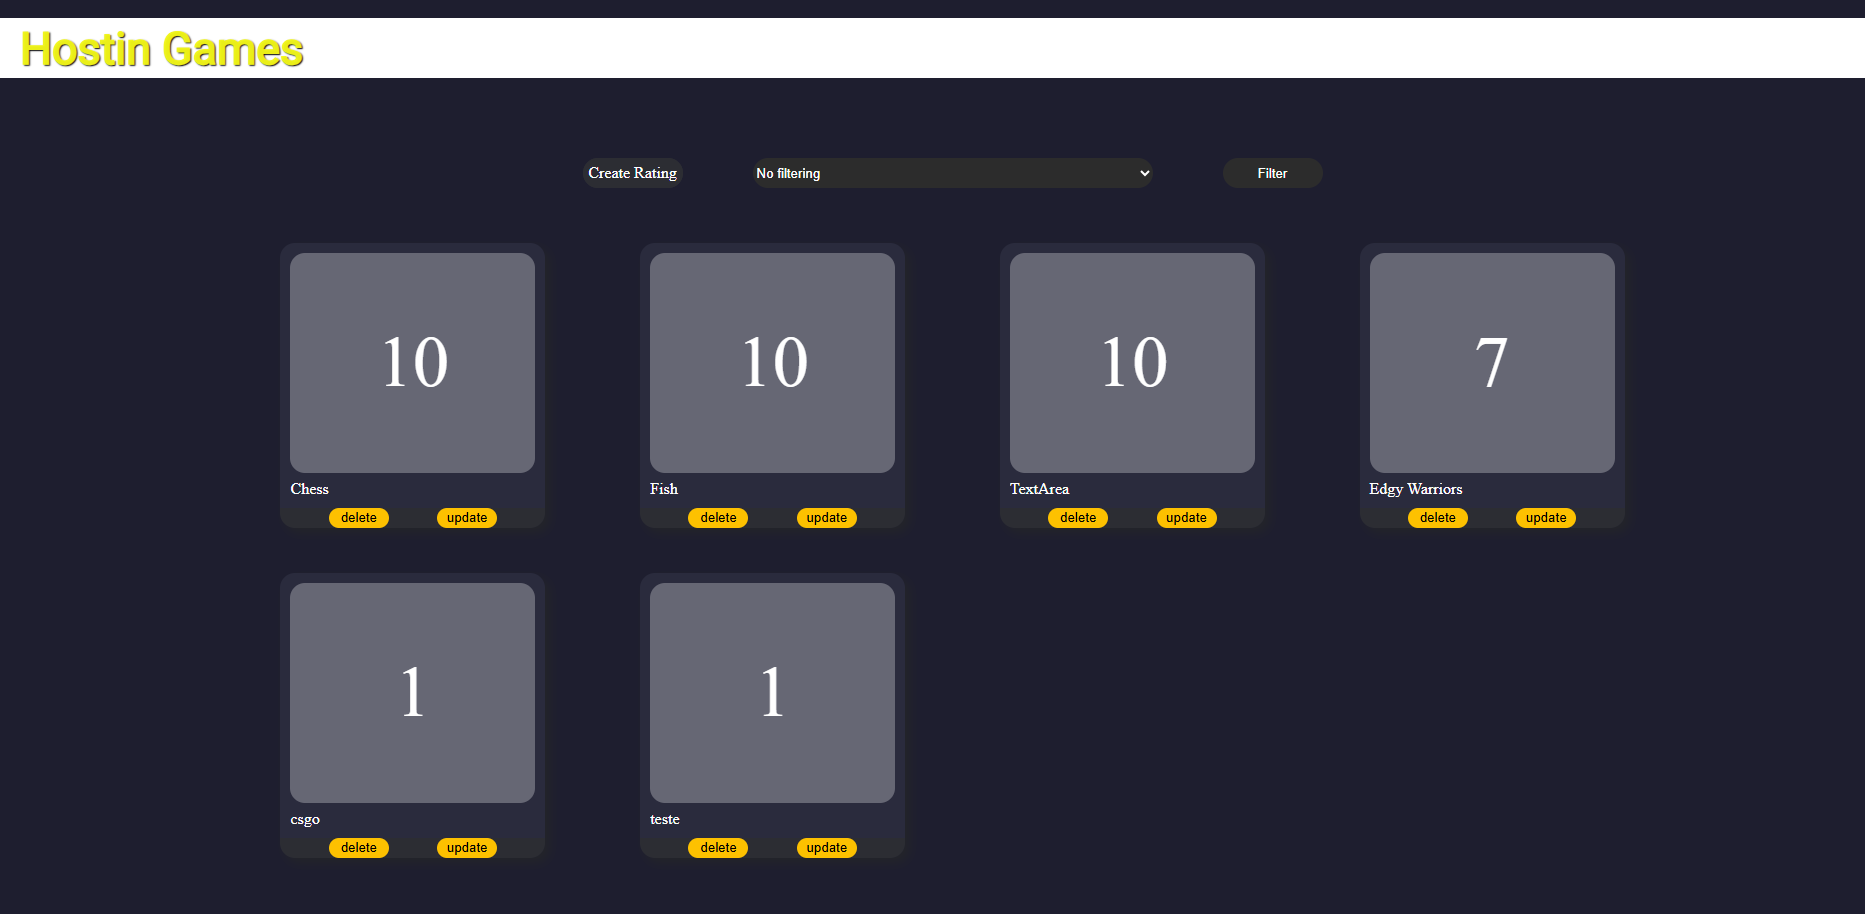 Hostin Games
Create Rating No filtering Filter
10 10 10 7
Chess Fish TextArea Edgy Warriors
delete update delete update delete update delete update
1 1
csgo teste
delete update delete update